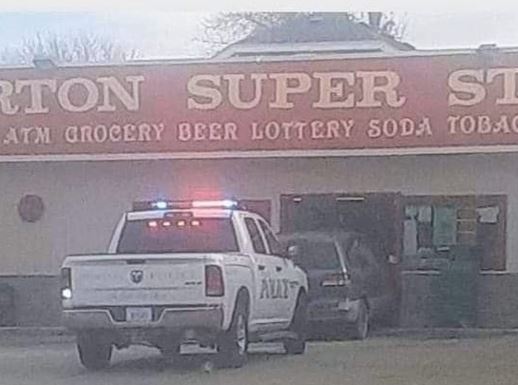 RTON SUPER ST
ATM GROCERY BEER LOTTERY SODA TOBAC